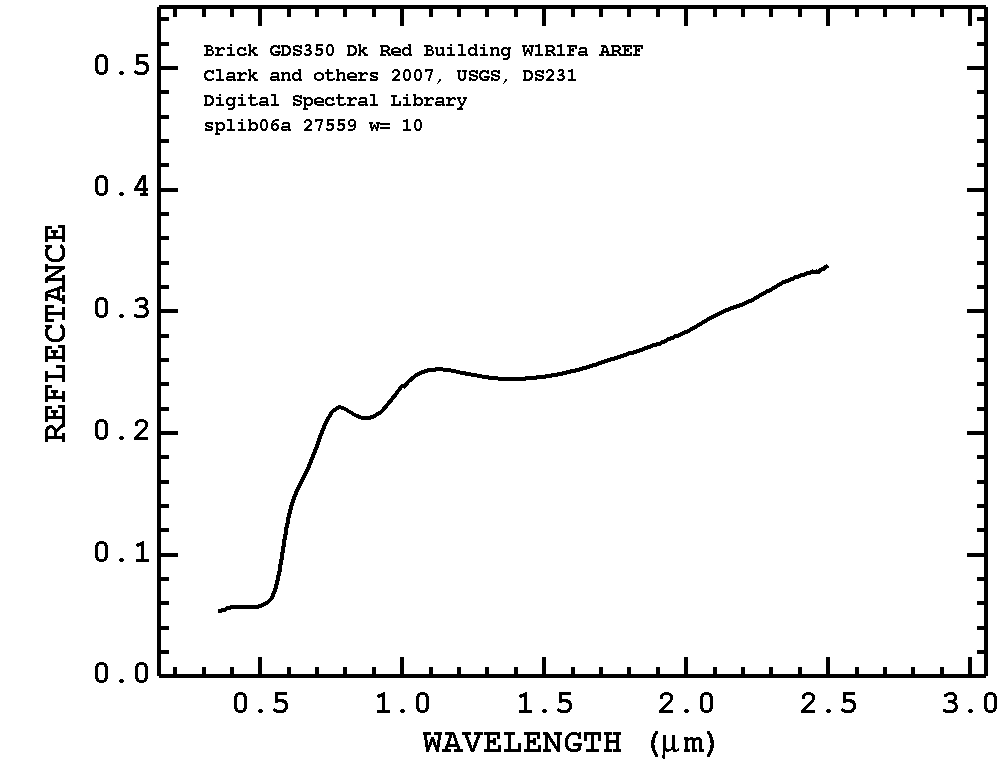 Brick GDS350 Dk Red Building W1R1Fa AREF
Clark and others 2007, USGS, DS231
Digital Spectral Library
splib06a 27559 w= 10
0.5
0.4
0.3
0.2
0.1
0.0
REFLECTANCE
0.5 1.0 1.5 2.0 2.5 3.0
WAVELENGTH (μm)